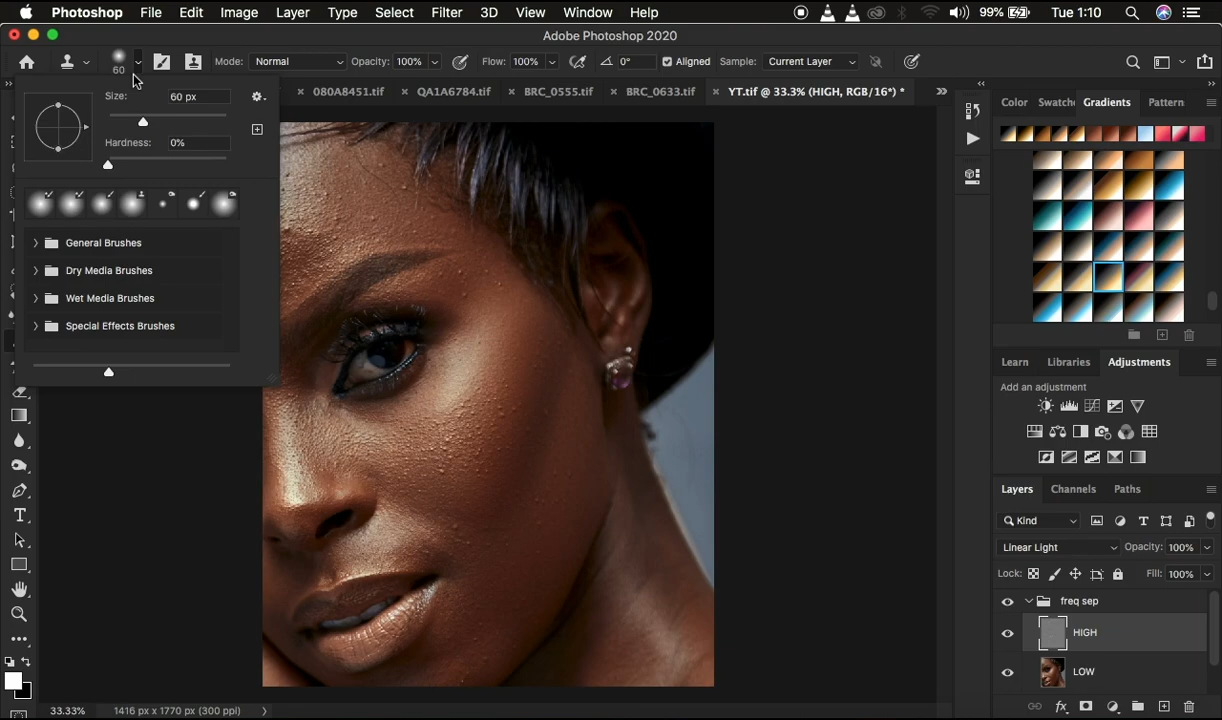 Photoshop File Edit Image Layer Type Select Filter 3D View Window Help 99% Tue 1:10
Adobe Photoshop 2020
60 Mode: Normal Opacity: 100% Flow: 100% 0° Aligned Sample: Current Layer
080A8451.tif QA1A6784.tif BRC_0555.tif BRC_0633.tif YT.tif @ 33.3% (HIGH, RGB/16*) *
Size: 60 px
Hardness: 0%
General Brushes
Dry Media Brushes
Wet Media Brushes
Special Effects Brushes
Color Swatche Gradients Pattern
Learn Libraries Adjustments
Add an adjustment
Layers Channels Paths
Kind
Linear Light Opacity: 100%
Lock: Fill: 100%
freq sep
HIGH
LOW
33.33% 1416 px x 1770 px (300 ppi)